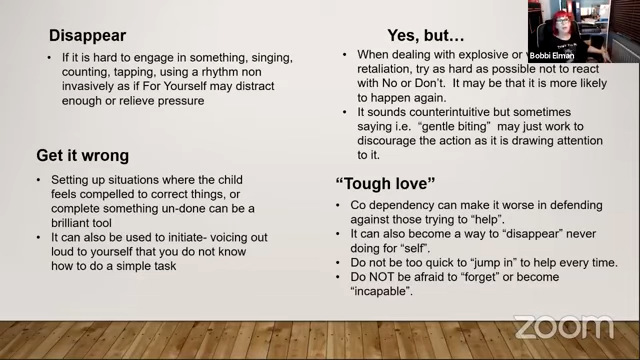 Disappear
• If it is hard to engage in something, singing,
counting, tapping, using a rhythm non
invasively as if For Yourself may distract
enough or relieve pressure
Get it wrong
• Setting up situations where the child
feels compelled to correct things, or
complete something un-done can be a
brilliant tool
• It can also be used to initiate- voicing out
loud to yourself that you do not know
how to do a simple task
Yes, but…
• When dealing with explosive or
retaliation, try as hard as possible not to react
with No or Don't. It may be that it is more likely
to happen again.
• It sounds counterintuitive but sometimes
saying i.e. “gentle biting” may just work to
discourage the action as it is drawing attention
to it.
“Tough love”
• Co dependency can make it worse in defending
against those trying to “help”.
• It can also become a way to “disappear” never
doing for “self”.
• Do not be too quick to “jump in” to help every time.
• Do NOT be afraid to “forget” or become
“incapable”.
Bobbi Elman
zoom